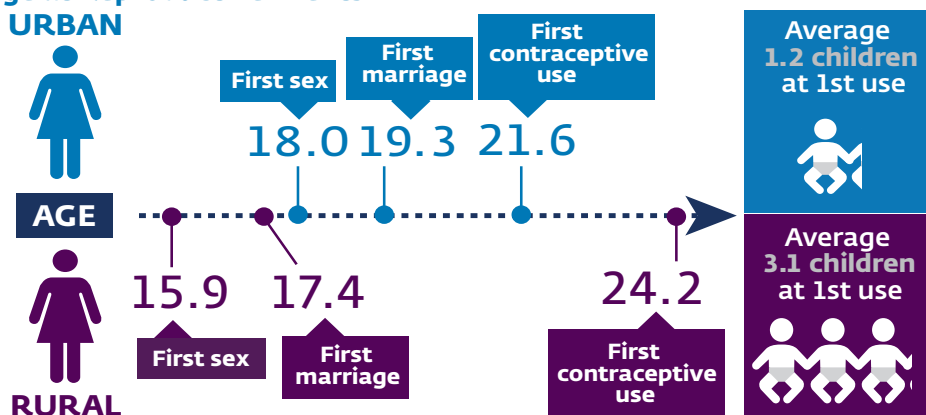 URBAN
First sex
First
marriage
First
contraceptive
use
18.0
19.3
21.6
Average
1.2 children
at 1st use
AGE
15.9
17.4
24.2
First sex
First
marriage
First
contraceptive
use
RURAL
Average
3.1 children
at 1st use